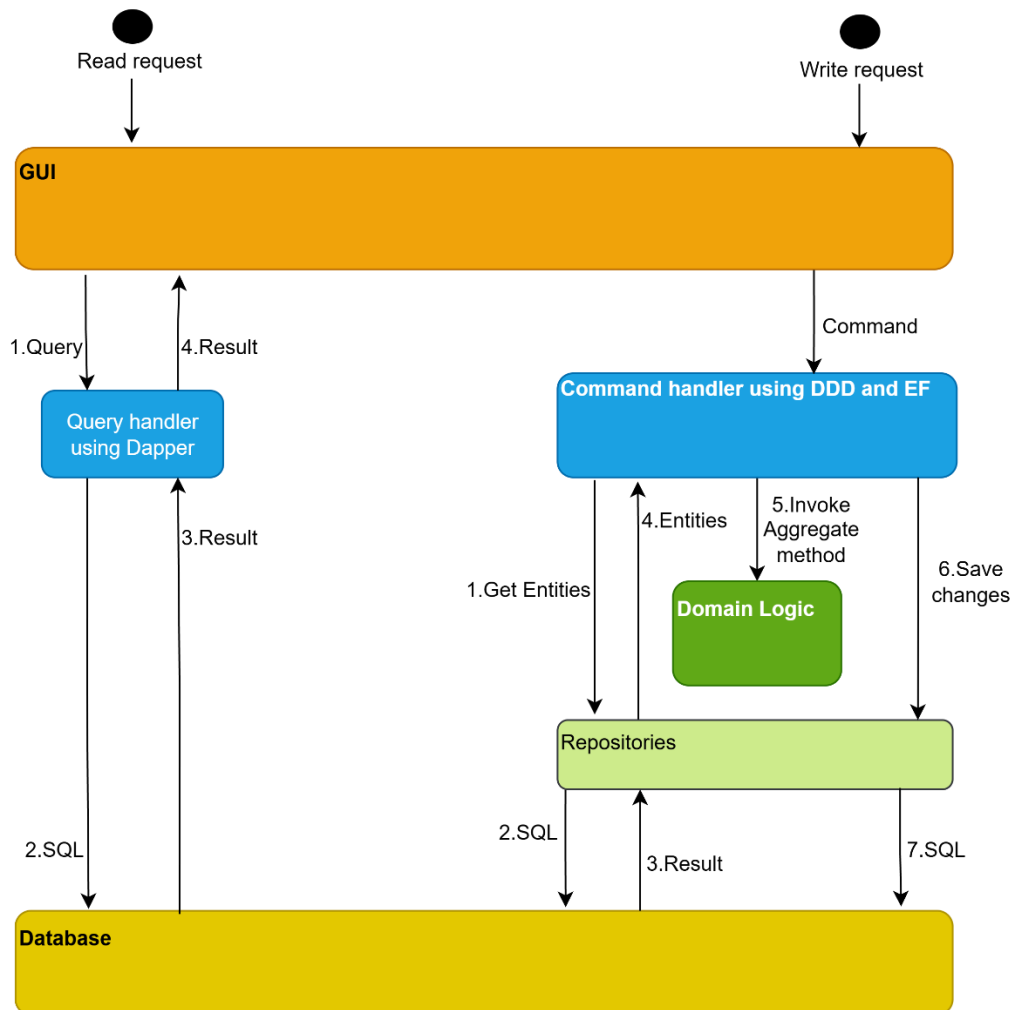 Read request
Write request
GUI
1.Query
4.Result
Command
Query handler
using Dapper
Command handler using DDD and EF
3.Result
1.Get Entities
4.Entities
5.Invoke
Aggregate
method
6.Save
changes
Domain Logic
Repositories
2.SQL
2.SQL
3.Result
7.SQL
Database